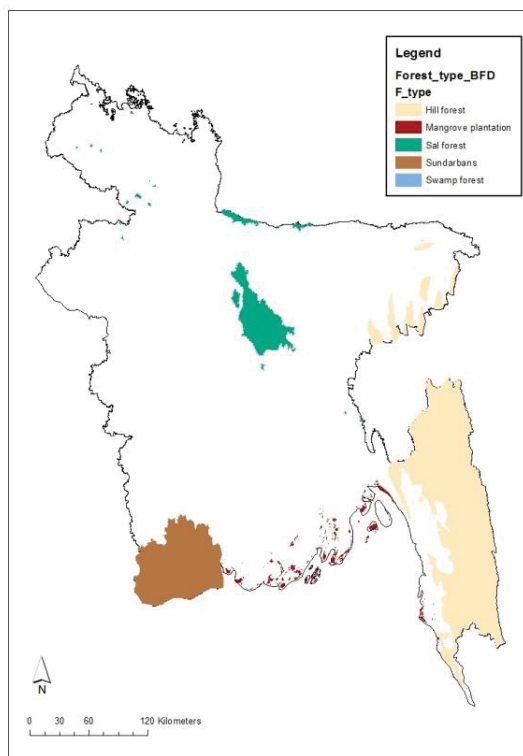 Legend
Forest_type_BFD
F_type
Hill forest
Mangrove plantation
Sal forest
Sundarbans
Swamp forest
N
0 30 60 120 Kilometers